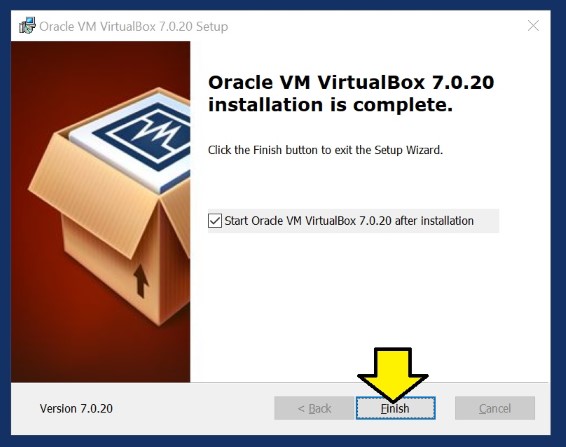 Oracle VM VirtualBox 7.0.20 Setup
Oracle VM VirtualBox 7.0.20
installation is complete.
Click the Finish button to exit the Setup Wizard.
Start Oracle VM VirtualBox 7.0.20 after installation
Version 7.0.20
< Back
Finish
Cancel